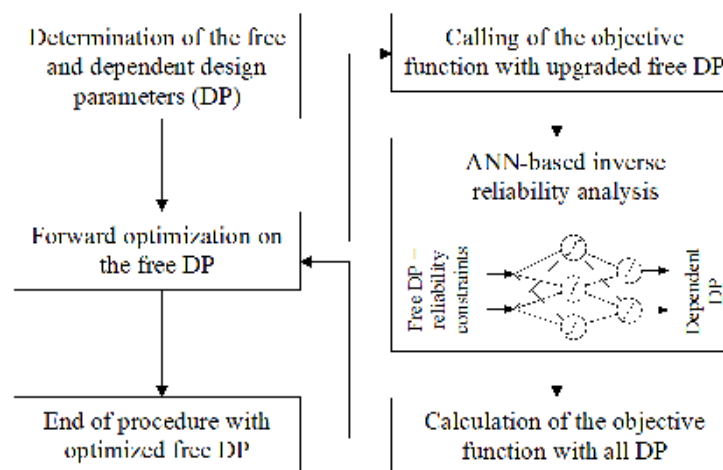 Determination of the free
and dependent design
parameters (DP)
Forward optimization on
the free DP
End of procedure with
optimized free DP
Calling of the objective
function with upgraded free DP
ANN-based inverse
reliability analysis
Free DP –
reliability
constraints
Dependent
DP
Calculation of the objective
function with all DP